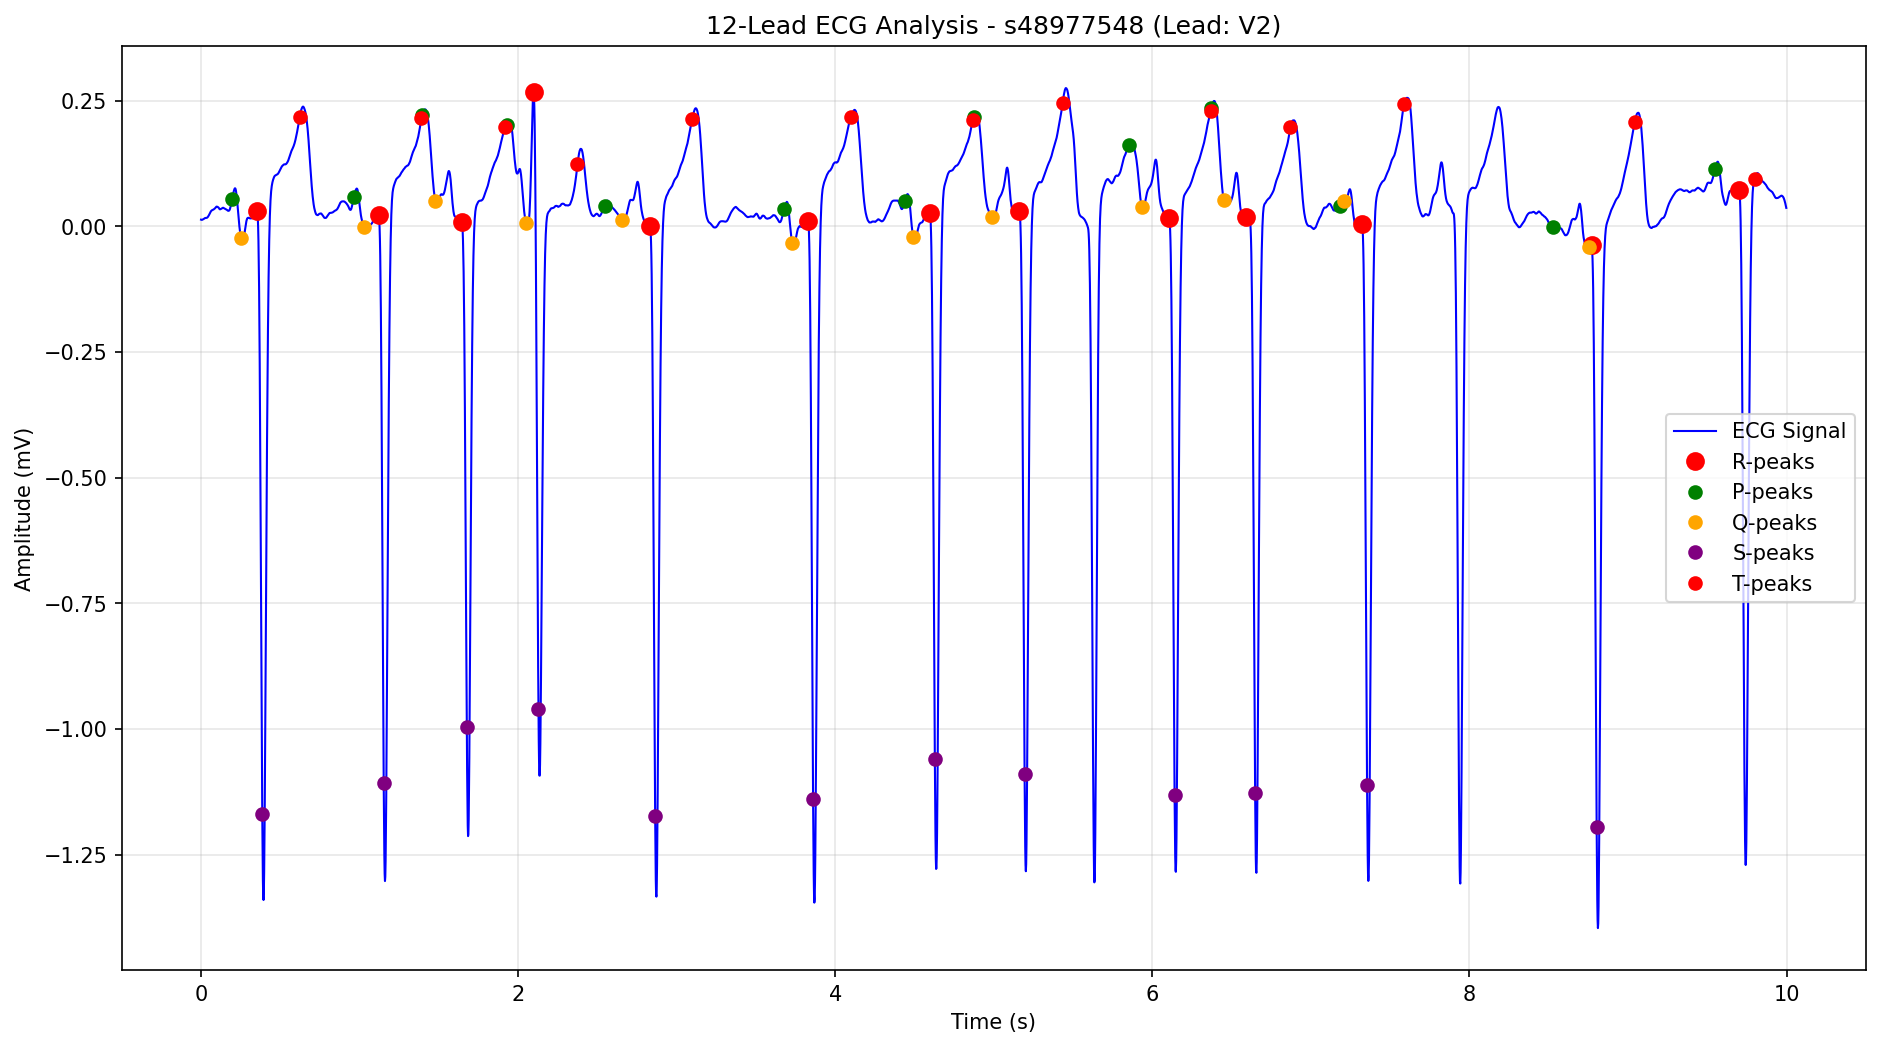 12-Lead ECG Analysis - s48977548 (Lead: V2)
Amplitude (mV)
0.25
0.00
−0.25
−0.50
−0.75
−1.00
−1.25
ECG Signal
R-peaks
P-peaks
Q-peaks
S-peaks
T-peaks
0 2 4 6 8 10
Time (s)